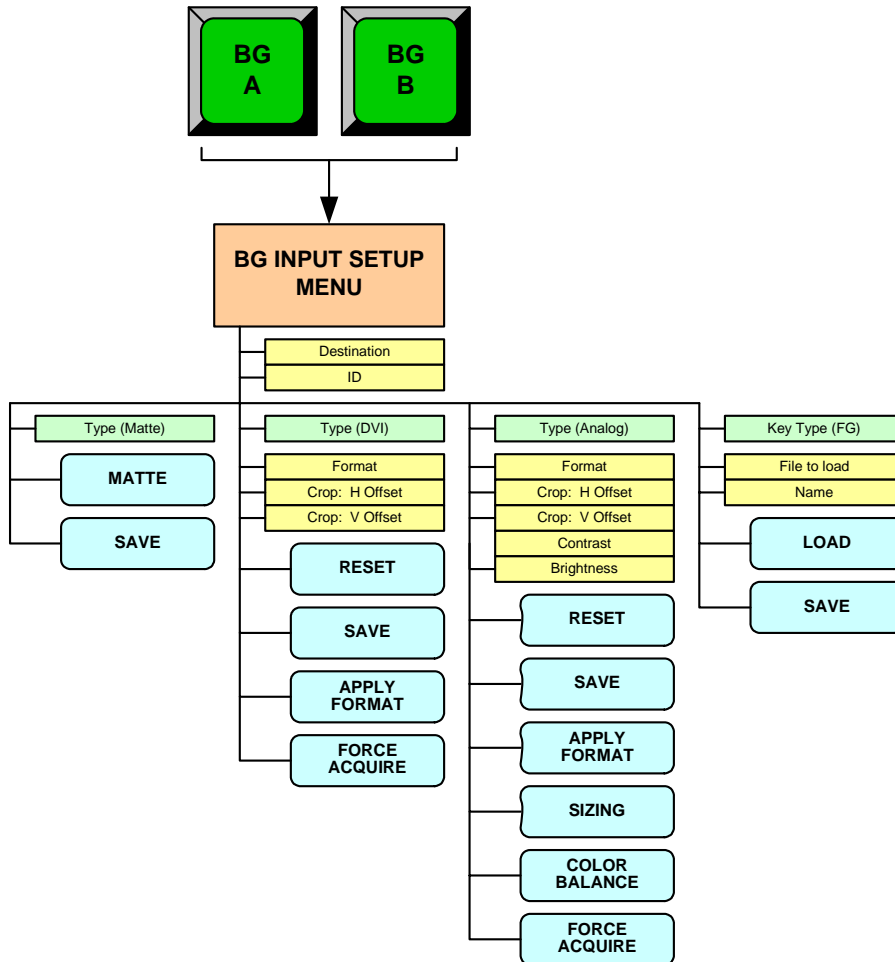 BG
A
BG
B
BG INPUT SETUP
MENU
Destination
ID
Type (Matte)
MATTE
SAVE
Type (DVI)
Format
Crop: H Offset
Crop: V Offset
RESET
SAVE
APPLY
FORMAT
FORCE
ACQUIRE
Type (Analog)
Format
Crop: H Offset
Crop: V Offset
Contrast
Brightness
RESET
SAVE
APPLY
FORMAT
SIZING
COLOR
BALANCE
FORCE
ACQUIRE
Key Type (FG)
File to load
Name
LOAD
SAVE